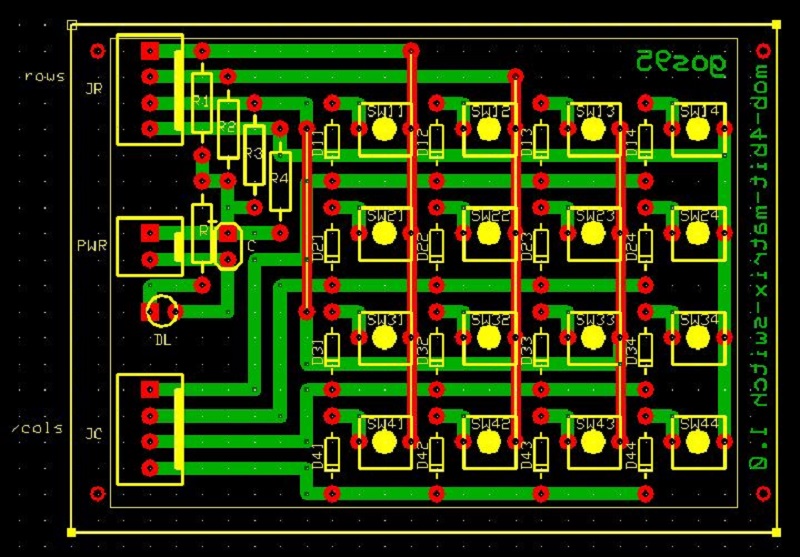 gos95
rows
JR
R1
R2
R3
R4
D11
SW11
D12
SW12
D13
SW13
D14
SW14
PWR
R
+
C
D21
SW21
D22
SW22
D23
SW23
D24
SW24
DL
D31
SW31
D32
SW32
D33
SW33
D34
SW34
/cols
JC
D41
SW41
D42
SW42
D43
SW43
D44
SW44
mob-4bit-matrix-switch 1.0